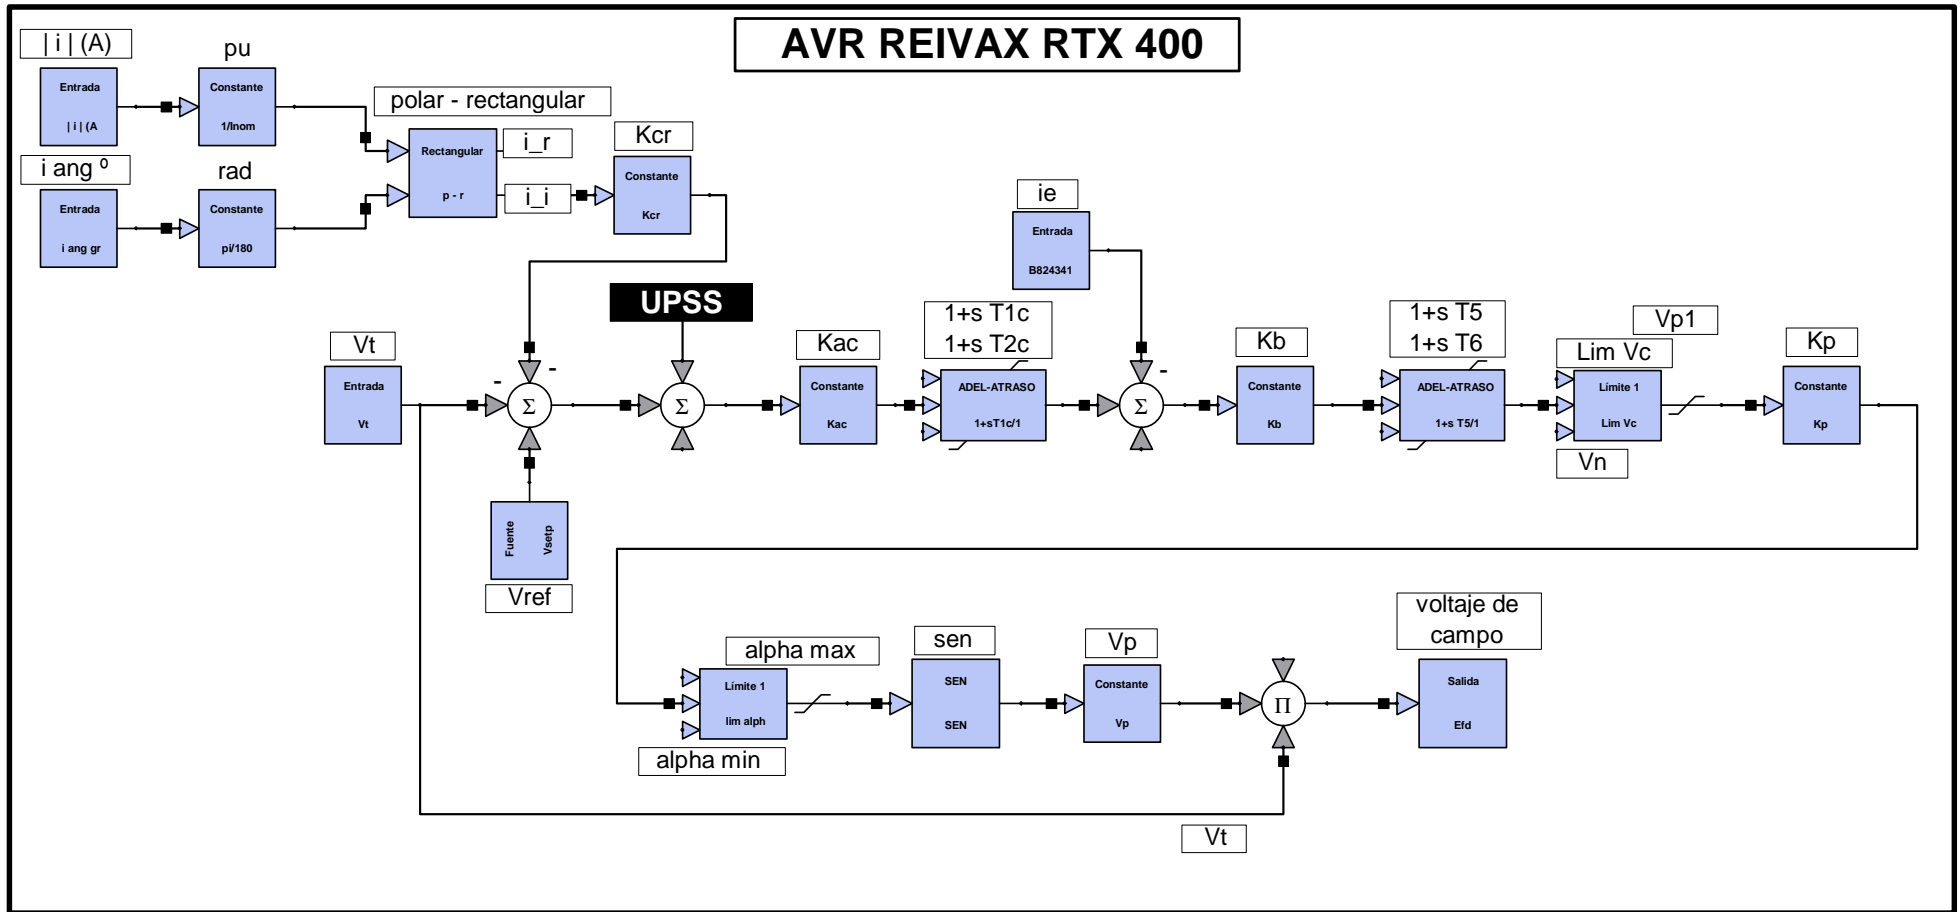 AVR REIVAX RTX 400
| i | (A)
Entrada
| i | (A
pu
Constante
1/Inom
i ang º
Entrada
i ang gr
rad
Constante
pi/180
polar - rectangular
Rectangular
p - r
i_r
i_i
Kcr
Constante
Kcr
ie
Entrada
B824341
UPSS
Vt
Entrada
Vt
-
-
Σ
Fuente
Vsetp
Vref
Σ
Kac
Constante
Kac
1+s T1c
1+s T2c
ADEL-ATRASO
1+sT1c/1
-
Σ
Kb
Constante
Kb
1+s T5
1+s T6
ADEL-ATRASO
1+s T5/1
Vp1
Lim Vc
Límite 1
Lim Vc
Vn
Kp
Constante
Kp
alpha max
Límite 1
lim alph
alpha min
sen
SEN
SEN
Vp
Constante
Vp
Π
voltaje de
campo
Salida
Efd
Vt